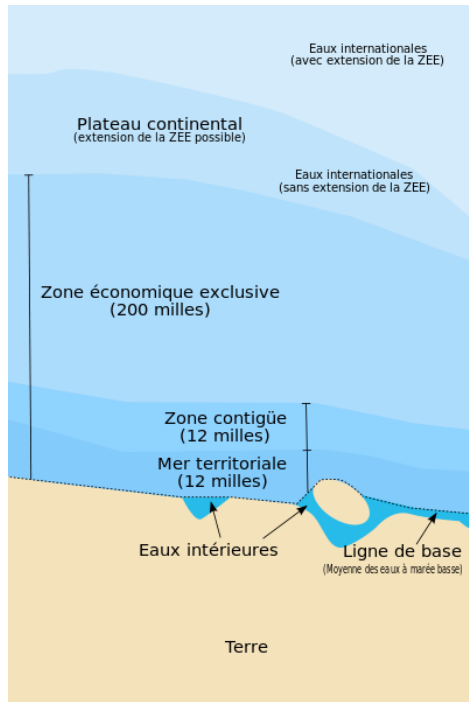 Eaux internationales
(avec extension de la ZEE)
Plateau continental
(extension de la ZEE possible)
Eaux internationales
(sans extension de la ZEE)
Zone économique exclusive
(200 milles)
Zone contigüe
(12 milles)
Mer territoriale
(12 milles)
Eaux intérieures
Ligne de base
(Moyenne des eaux à marée basse)
Terre